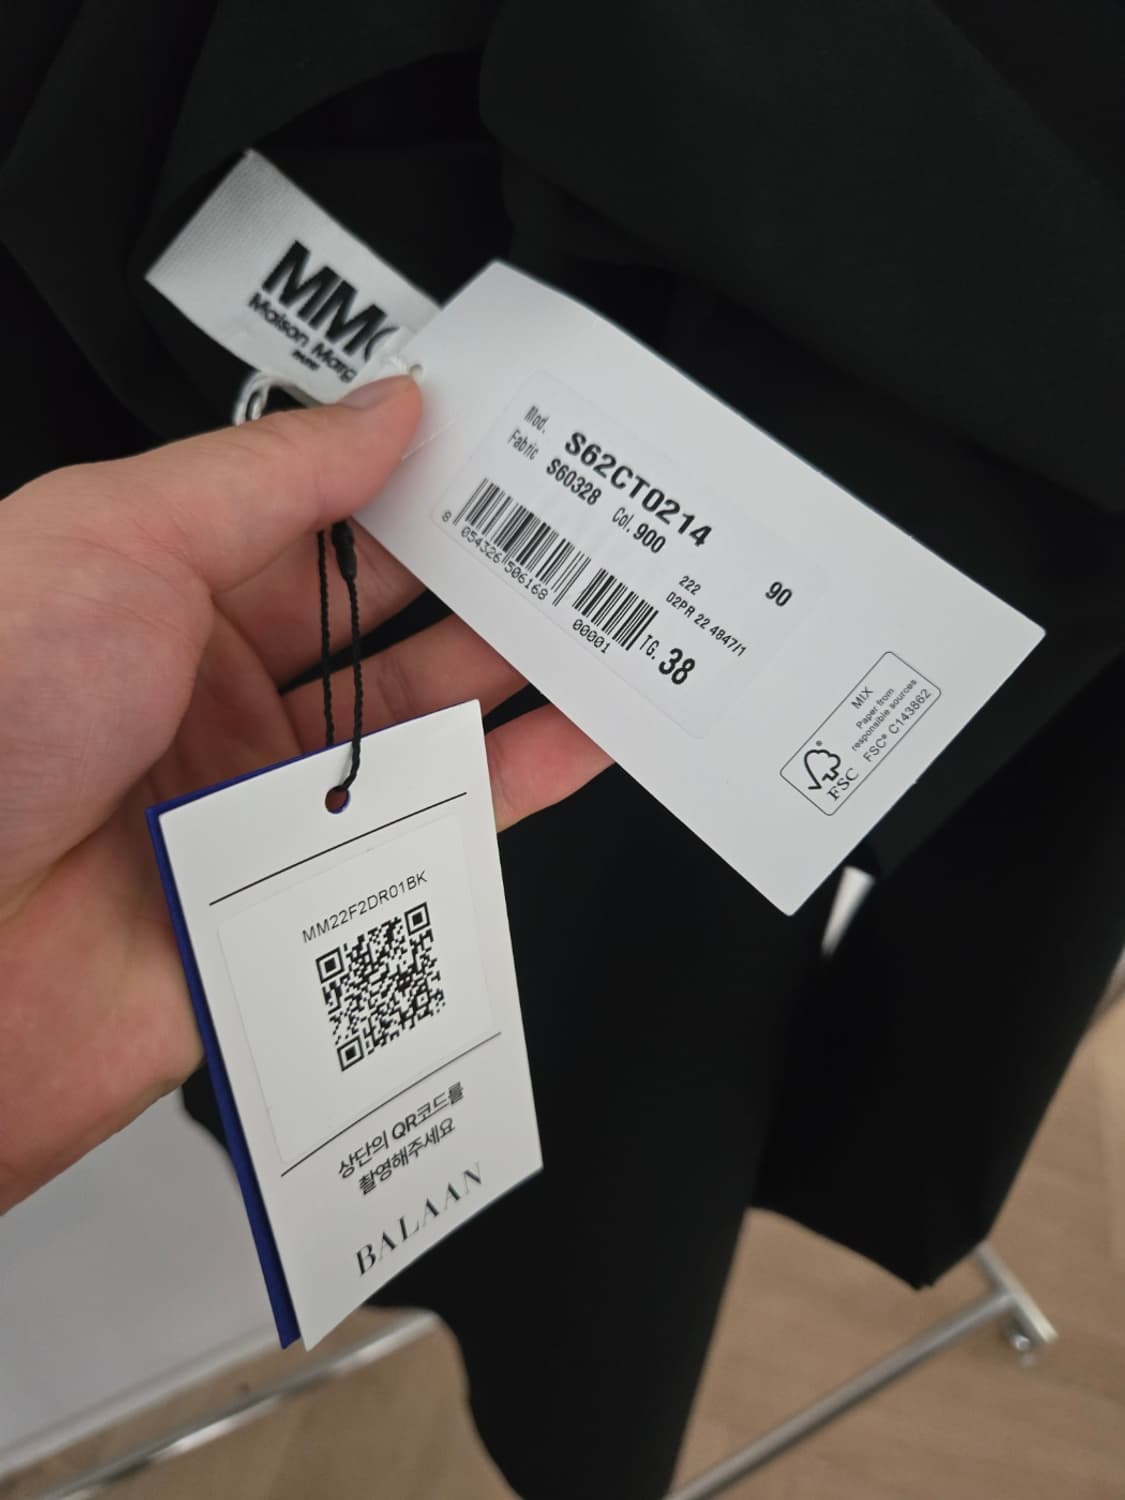 MM
Maison Marg
PARIS
Mod. S62CT0214
Fabric S60328 Col. 900
8 054326 506168
00001
222
90
02PR 22 4847/1
TG. 38
MIX
Paper from
responsible sources
FSC® C143862
FSC
MM22F2DR01BK
상단의 QR코드를
촬영해주세요
BALAAN